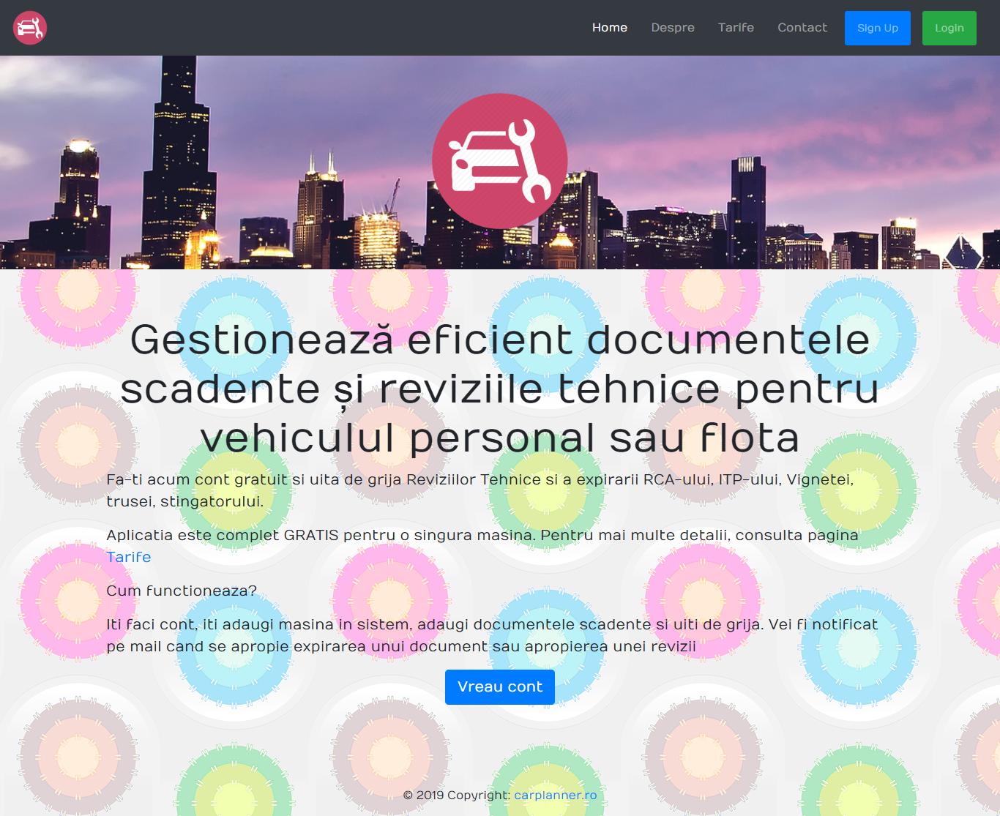 Home Despre Tarife Contact Sign Up Login
Gestionează eficient documentele
scadente și reviziile tehnice pentru
vehiculul personal sau flota
Fa-ti acum cont gratuit si uita de grija Reviziilor Tehnice si a expirarii RCA-ului, ITP-ului, Vignetei,
trusei, stingatorului.
Aplicatia este complet GRATIS pentru o singura masina. Pentru mai multe detalii, consulta pagina
Tarife
Cum functioneaza?
Iti faci cont, iti adaugi masina in sistem, adaugi documentele scadente si uiti de grija. Vei fi notificat
pe mail cand se apropie expirarea unui document sau apropierea unei revizii
Vreau cont
© 2019 Copyright: carplanner.ro